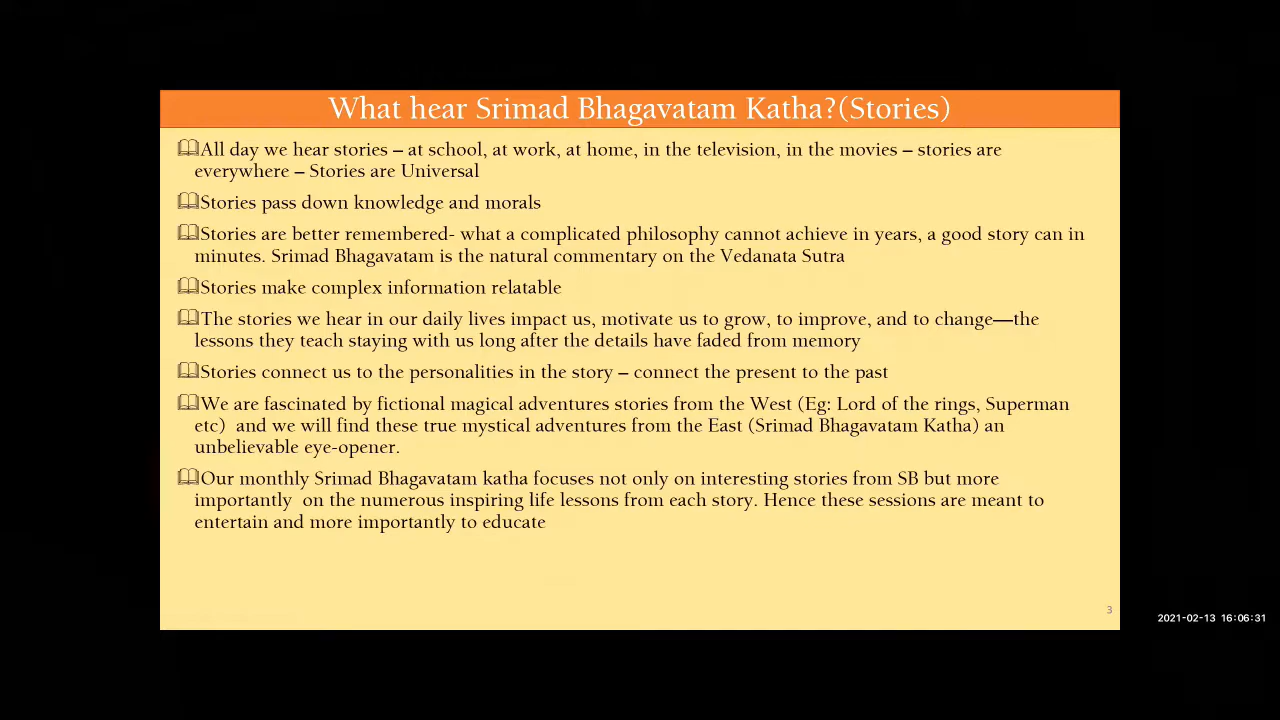 What hear Srimad Bhagavatam Katha?(Stories)
All day we hear stories – at school, at work, at home, in the television, in the movies – stories are
everywhere – Stories are Universal
Stories pass down knowledge and morals
Stories are better remembered- what a complicated philosophy cannot achieve in years, a good story can in
minutes. Srimad Bhagavatam is the natural commentary on the Vedanata Sutra
Stories make complex information relatable
The stories we hear in our daily lives impact us, motivate us to grow, to improve, and to change—the
lessons they teach staying with us long after the details have faded from memory
Stories connect us to the personalities in the story – connect the present to the past
We are fascinated by fictional magical adventures stories from the West (Eg: Lord of the rings, Superman
etc)  and we will find these true mystical adventures from the East (Srimad Bhagavatam Katha) an
unbelievable eye-opener.
Our monthly Srimad Bhagavatam katha focuses not only on interesting stories from SB but more
importantly  on the numerous inspiring life lessons from each story. Hence these sessions are meant to
entertain and more importantly to educate
3
2021-02-13 16:06:31